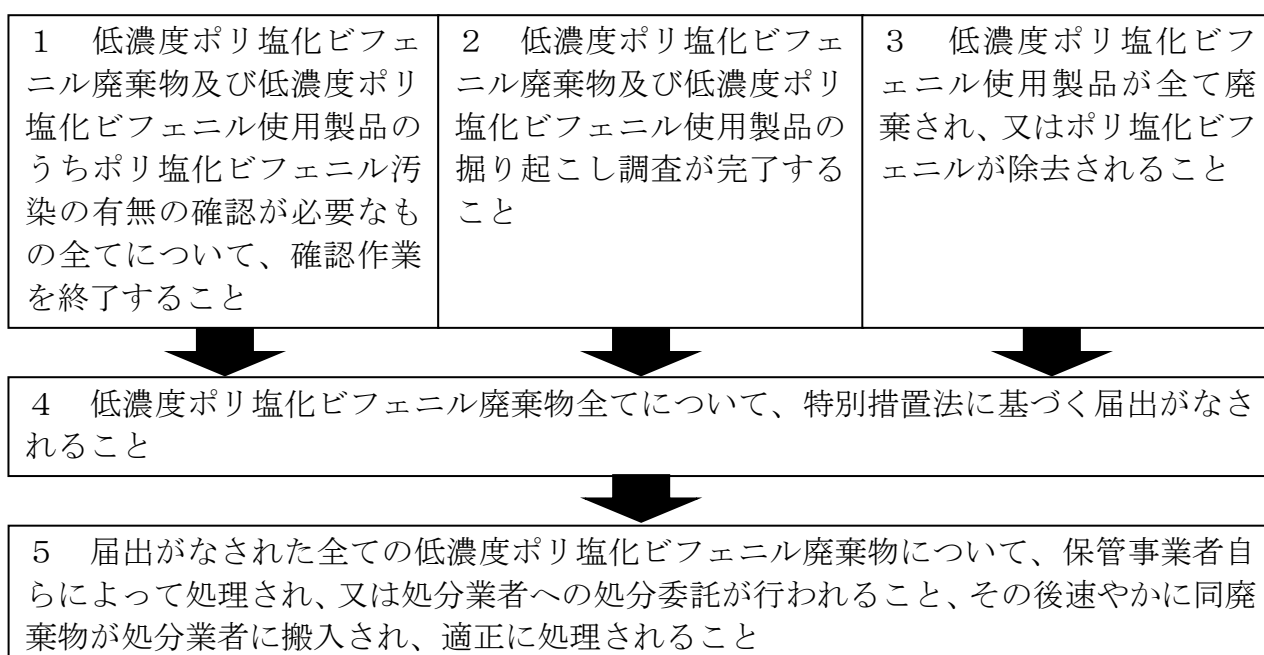 １　低濃度ポリ塩化ビフェ
ニル廃棄物及び低濃度ポリ
塩化ビフェニル使用製品の
うちポリ塩化ビフェニル汚
染の有無の確認が必要なも
の全てについて、確認作業
を終了すること
２　低濃度ポリ塩化ビフェ
ニル廃棄物及び低濃度ポリ
塩化ビフェニル使用製品の
掘り起こし調査が完了する
こと
３　低濃度ポリ塩化ビフ
ェニル使用製品が全て廃
棄され、又はポリ塩化ビフ
ェニルが除去されること
４　低濃度ポリ塩化ビフェニル廃棄物全てについて、特別措置法に基づく届出がなさ
れること
５　届出がなされた全ての低濃度ポリ塩化ビフェニル廃棄物について、保管事業者自
らによって処理され、又は処分業者への処分委託が行われること、その後速やかに同廃
棄物が処分業者に搬入され、適正に処理されること